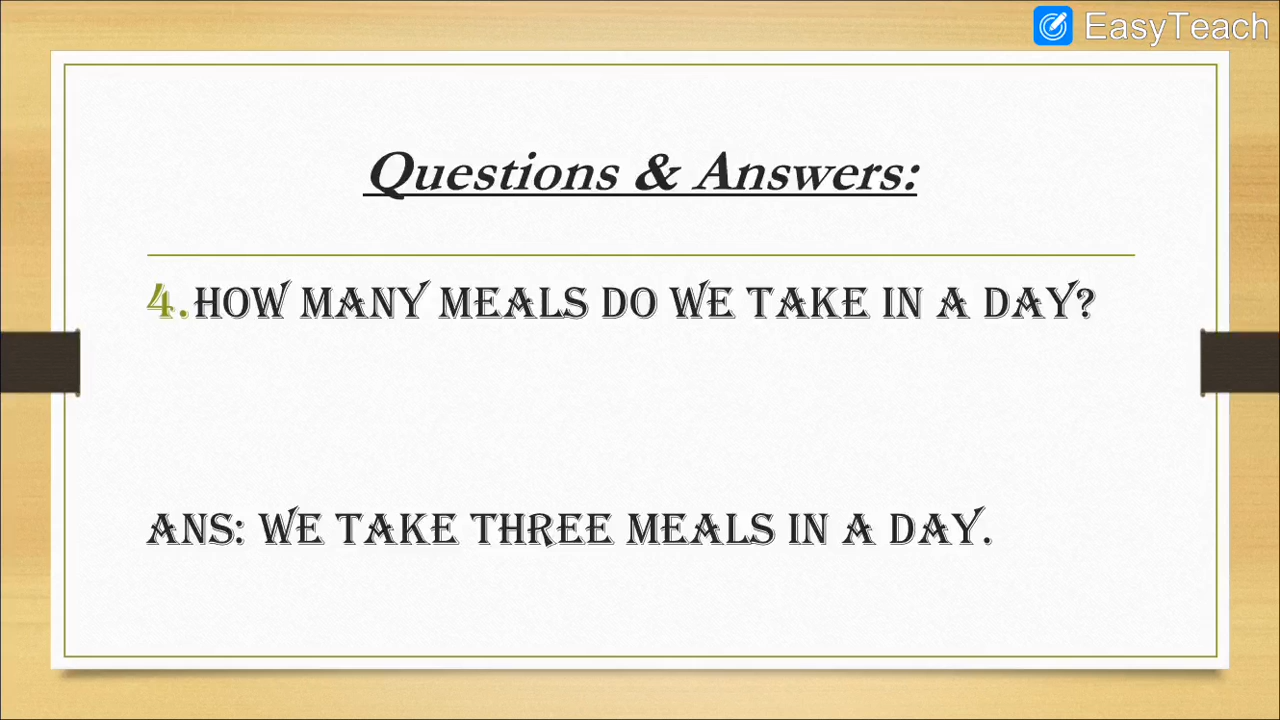 EasyTeach
Questions & Answers:
4. HOW MANY MEALS DO WE TAKE IN A DAY?
ANS: WE TAKE THREE MEALS IN A DAY.